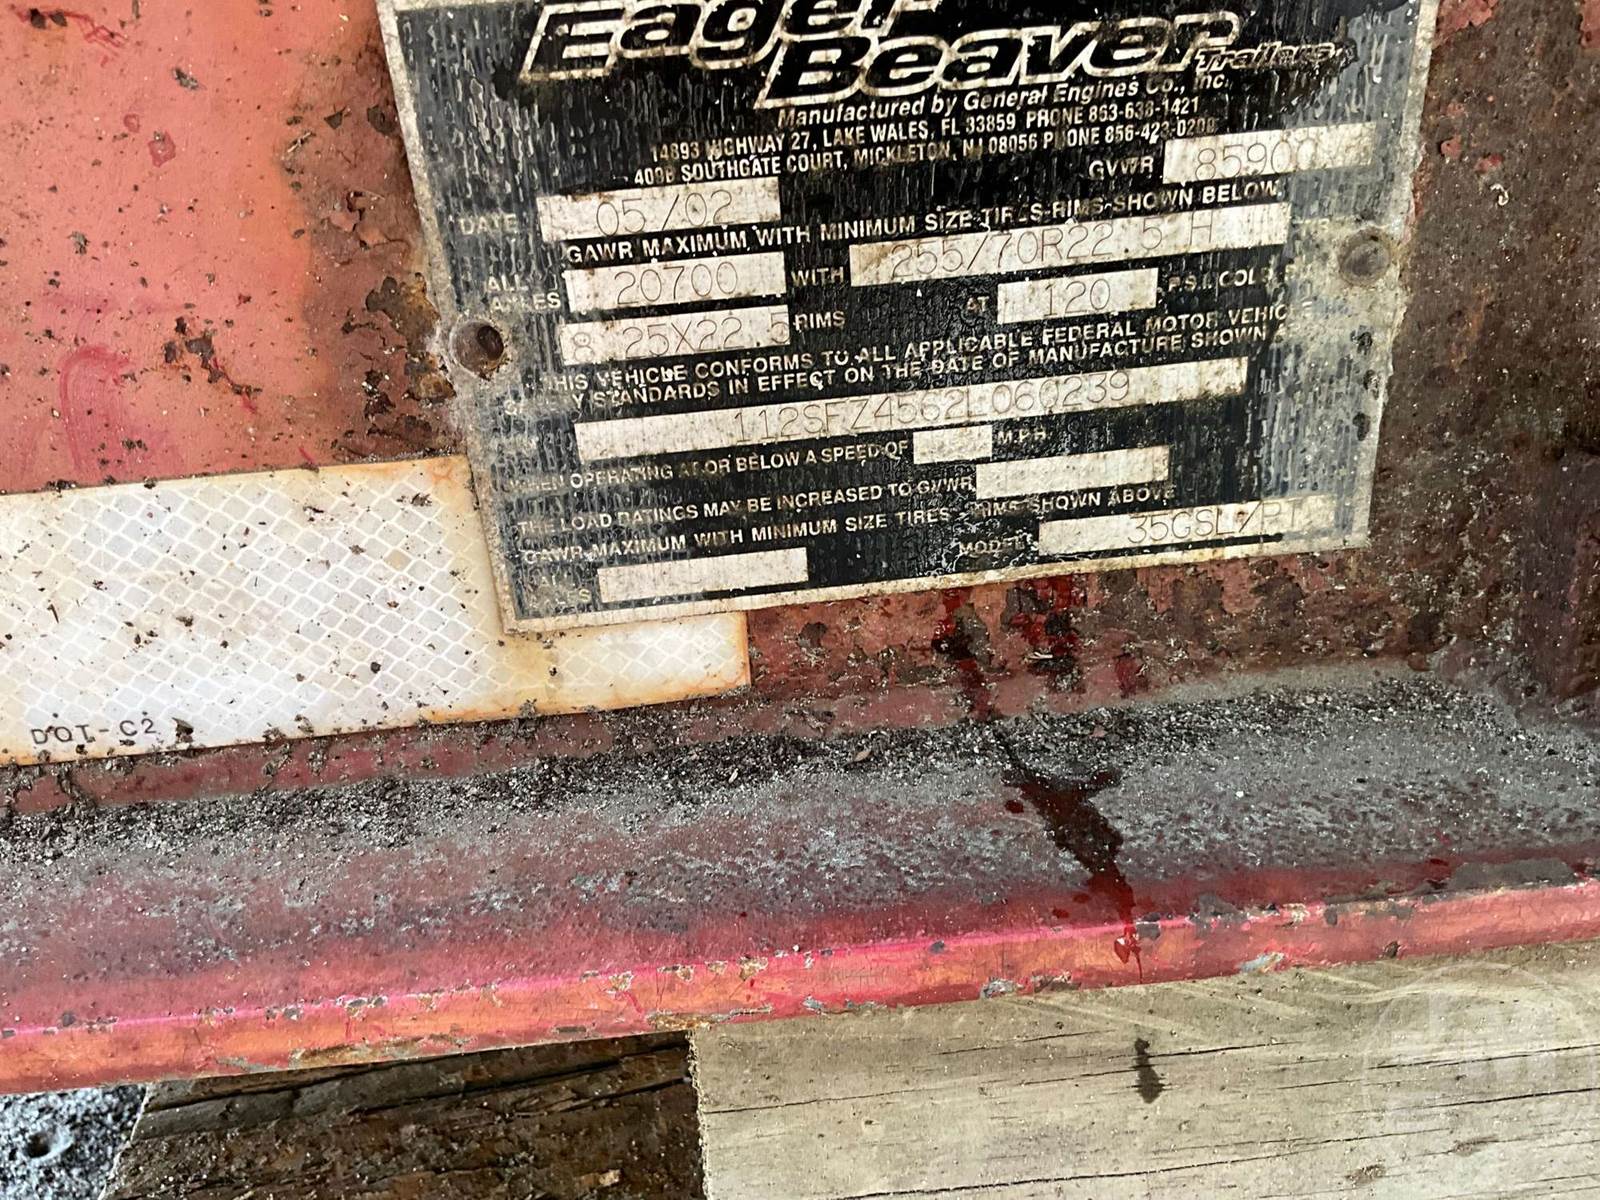 Eager
Beaver Trailers
Manufactured by General Engines Co., Inc.
14893 HIGHWAY 27, LAKE WALES, FL 33859 PHONE 863-638-1421
409B SOUTHGATE COURT, MICKLETON, NJ 08056 PHONE 856-423-0200
DATE 05/02 GVWR 85900
GAWR MAXIMUM WITH MINIMUM SIZE TIRES-RIMS-SHOWN BELOW
ALL AXLES 20700 WITH 255/70R22.5 H
8.25X22.5 RIMS AT 120 P.S.I. COLD
THIS VEHICLE CONFORMS TO ALL APPLICABLE FEDERAL MOTOR VEHICLE
SAFETY STANDARDS IN EFFECT ON THE DATE OF MANUFACTURE SHOWN
112SFZ4562L060239
WHEN OPERATING AT OR BELOW A SPEED OF M.P.H.
THE LOAD RATINGS MAY BE INCREASED TO GVWR
GAWR MAXIMUM WITH MINIMUM SIZE TIRES - RIMS SHOWN ABOVE
MODEL 35GSL/PT
DOT-C2